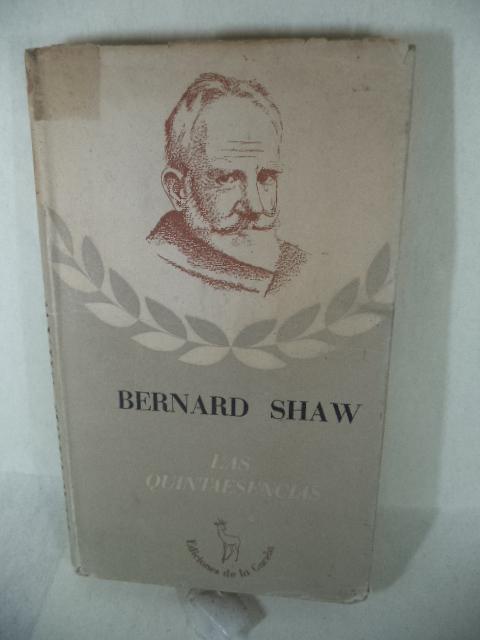 BERNARD SHAW
LAS
QUINTAESENCIAS
Ediciones de la Gacela